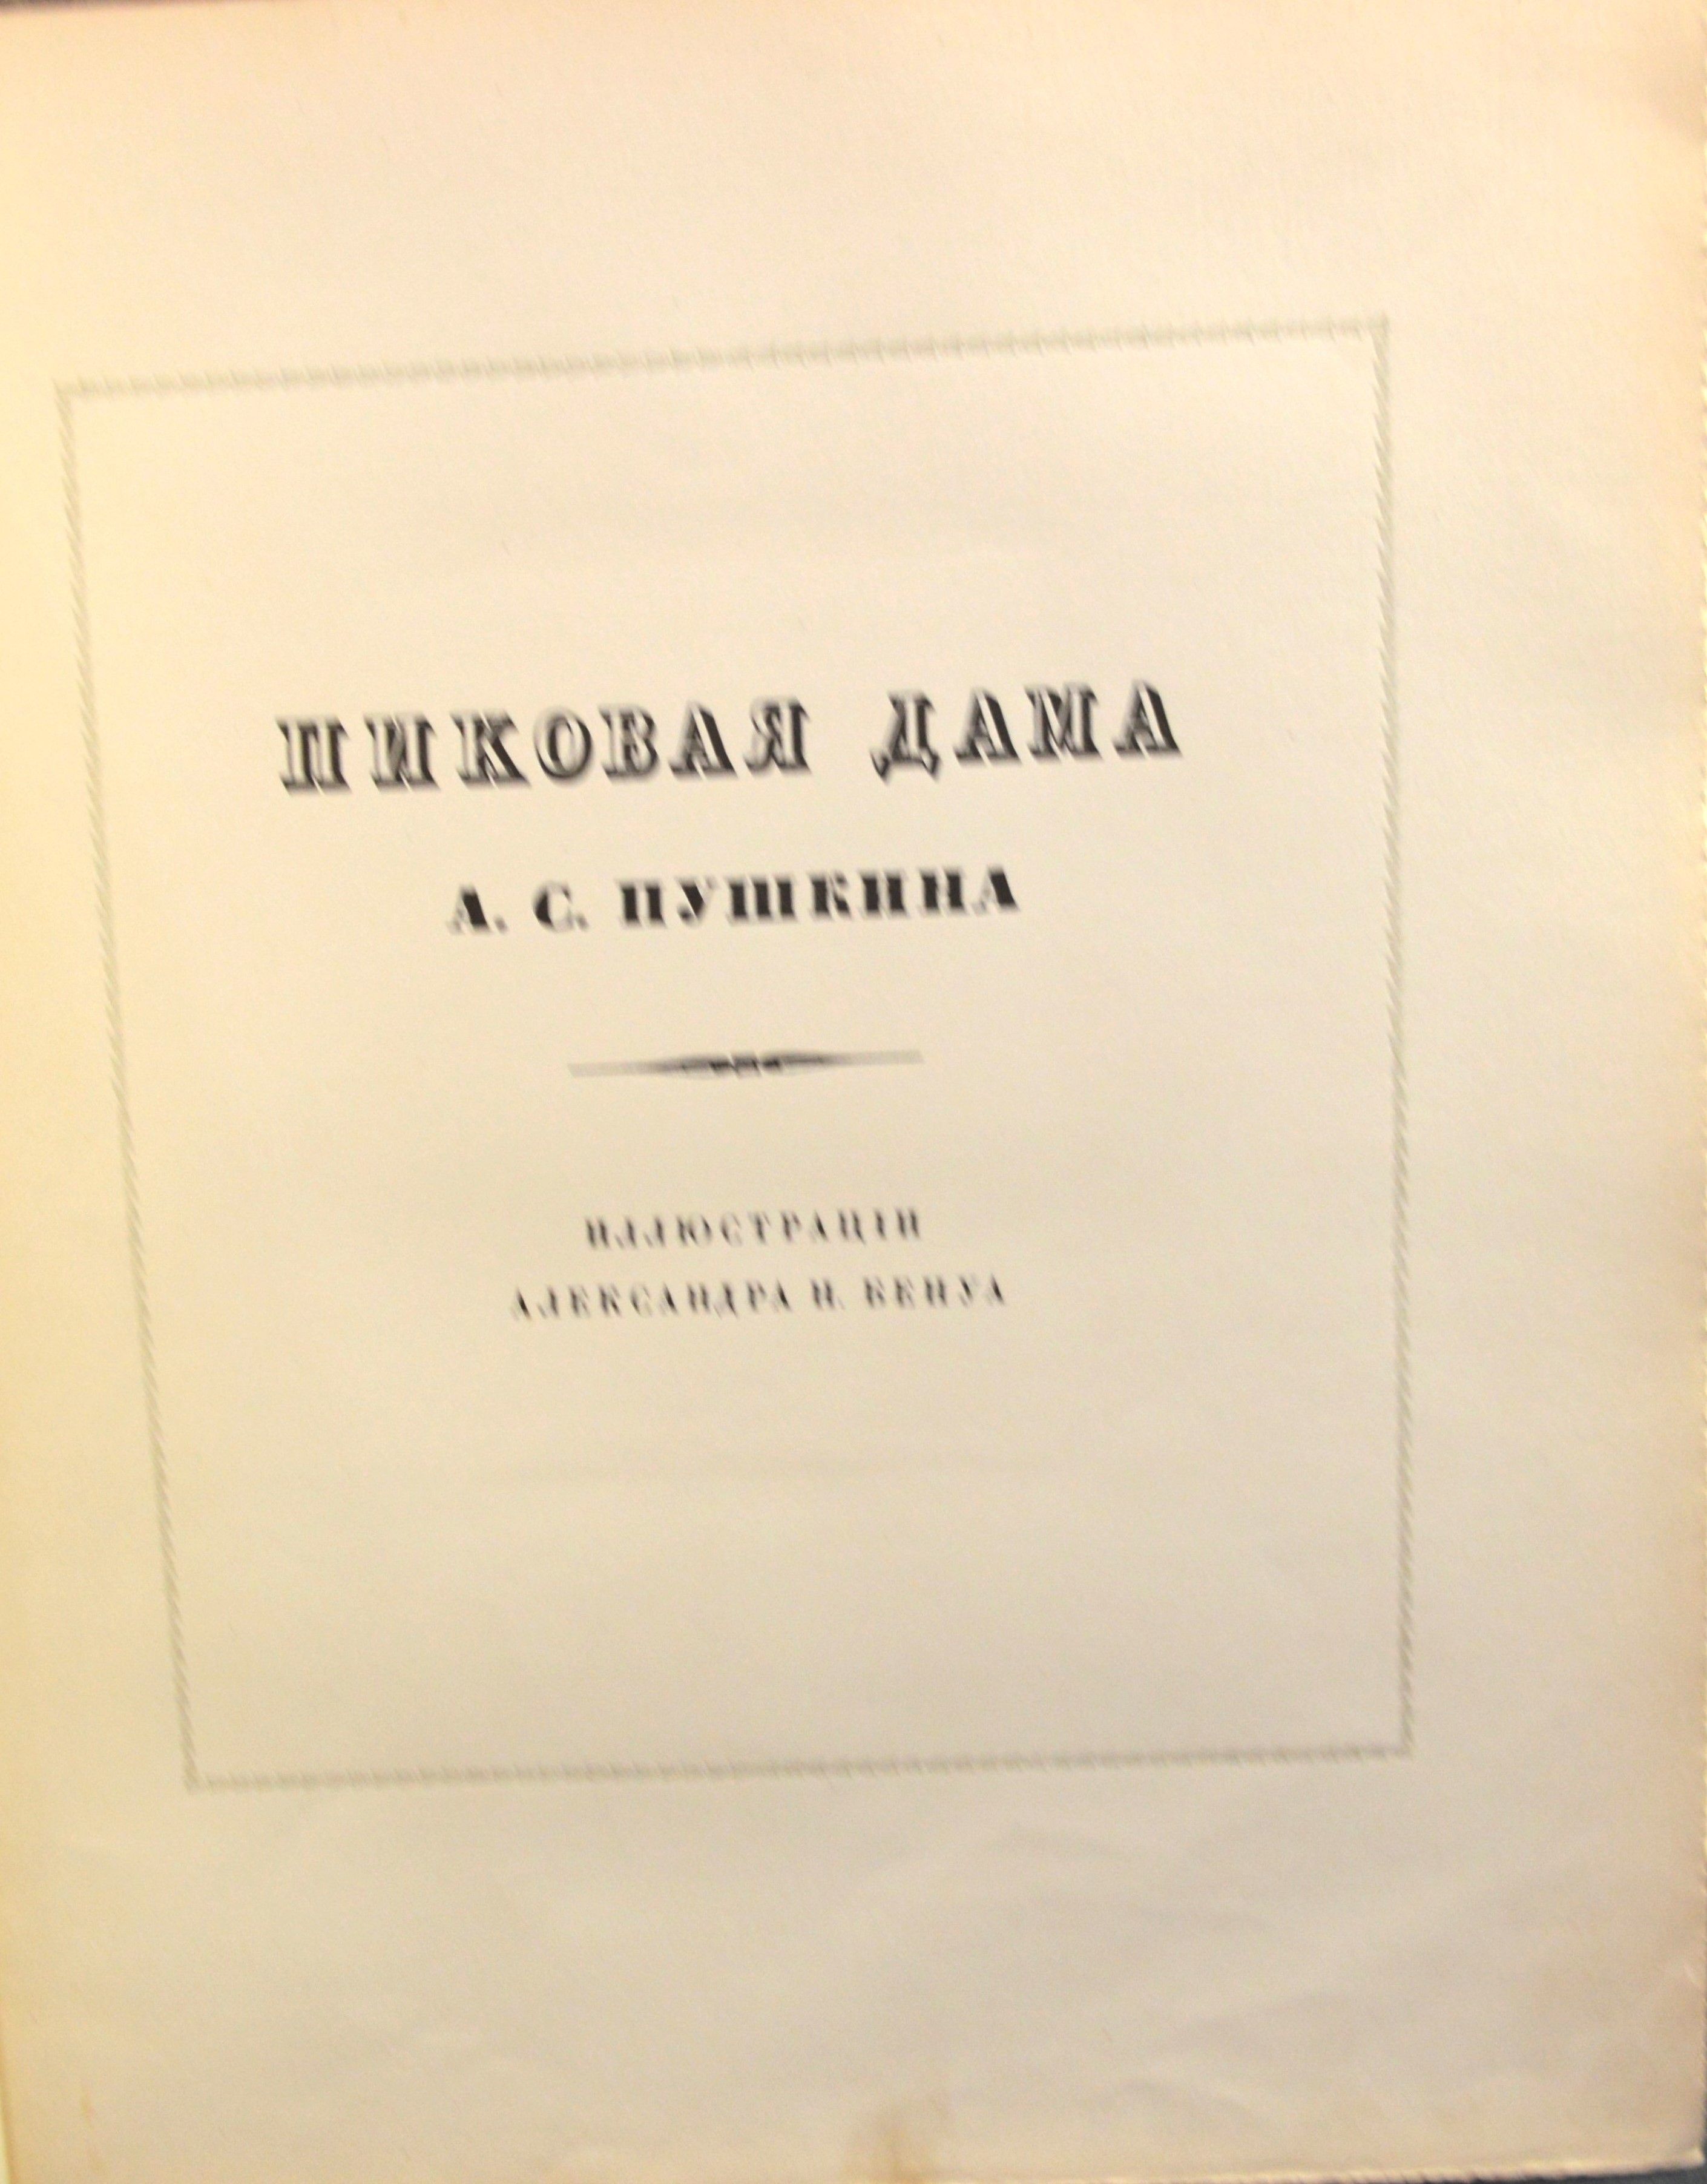 ПИКОВАЯ ДАМА
А. С. ПУШКИНА
ИЛЛЮСТРАЦІИ
АЛЕКСАНДРА Н. БЕНУА